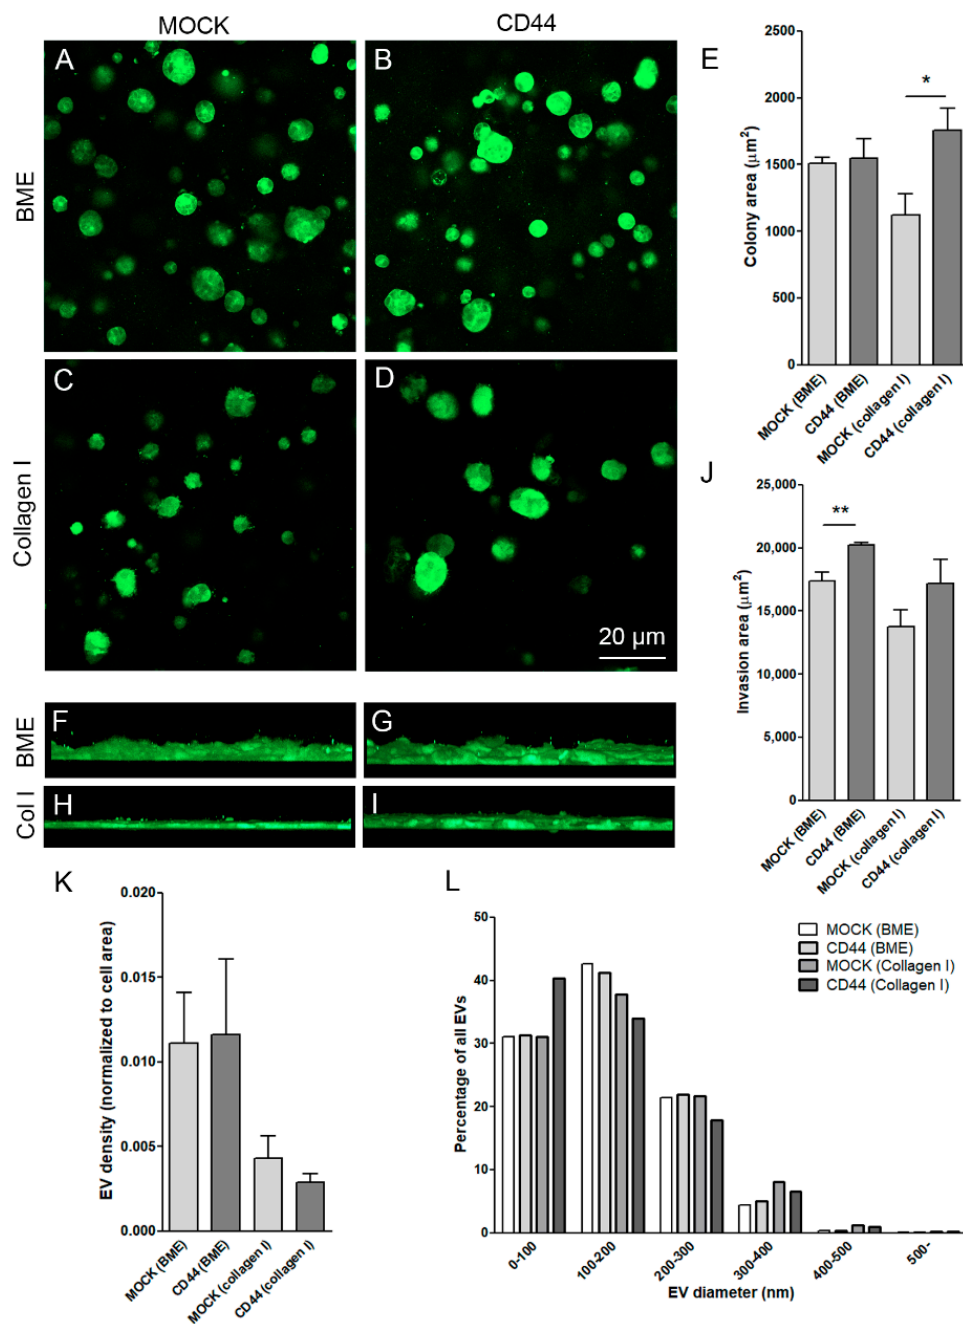 MOCK
CD44
BME
A
B
Collagen I
C
D
20 µm
BME
F
G
Col I
H
I
E
Colony area (µm²)
2500
2000
1500
1000
500
0
*
MOCK (BME)
CD44 (BME)
MOCK (collagen I)
CD44 (collagen I)
J
Invasion area (µm²)
25,000
20,000
15,000
10,000
5,000
0
**
MOCK (BME)
CD44 (BME)
MOCK (collagen I)
CD44 (collagen I)
K
EV density (normalized to cell area)
0.020
0.015
0.010
0.005
0.000
MOCK (BME)
CD44 (BME)
MOCK (collagen I)
CD44 (collagen I)
L
Percentage of all EVs
50
40
30
20
10
0
MOCK (BME)
CD44 (BME)
MOCK (Collagen I)
CD44 (Collagen I)
0-100
100-200
200-300
300-400
400-500
500-
EV diameter (nm)